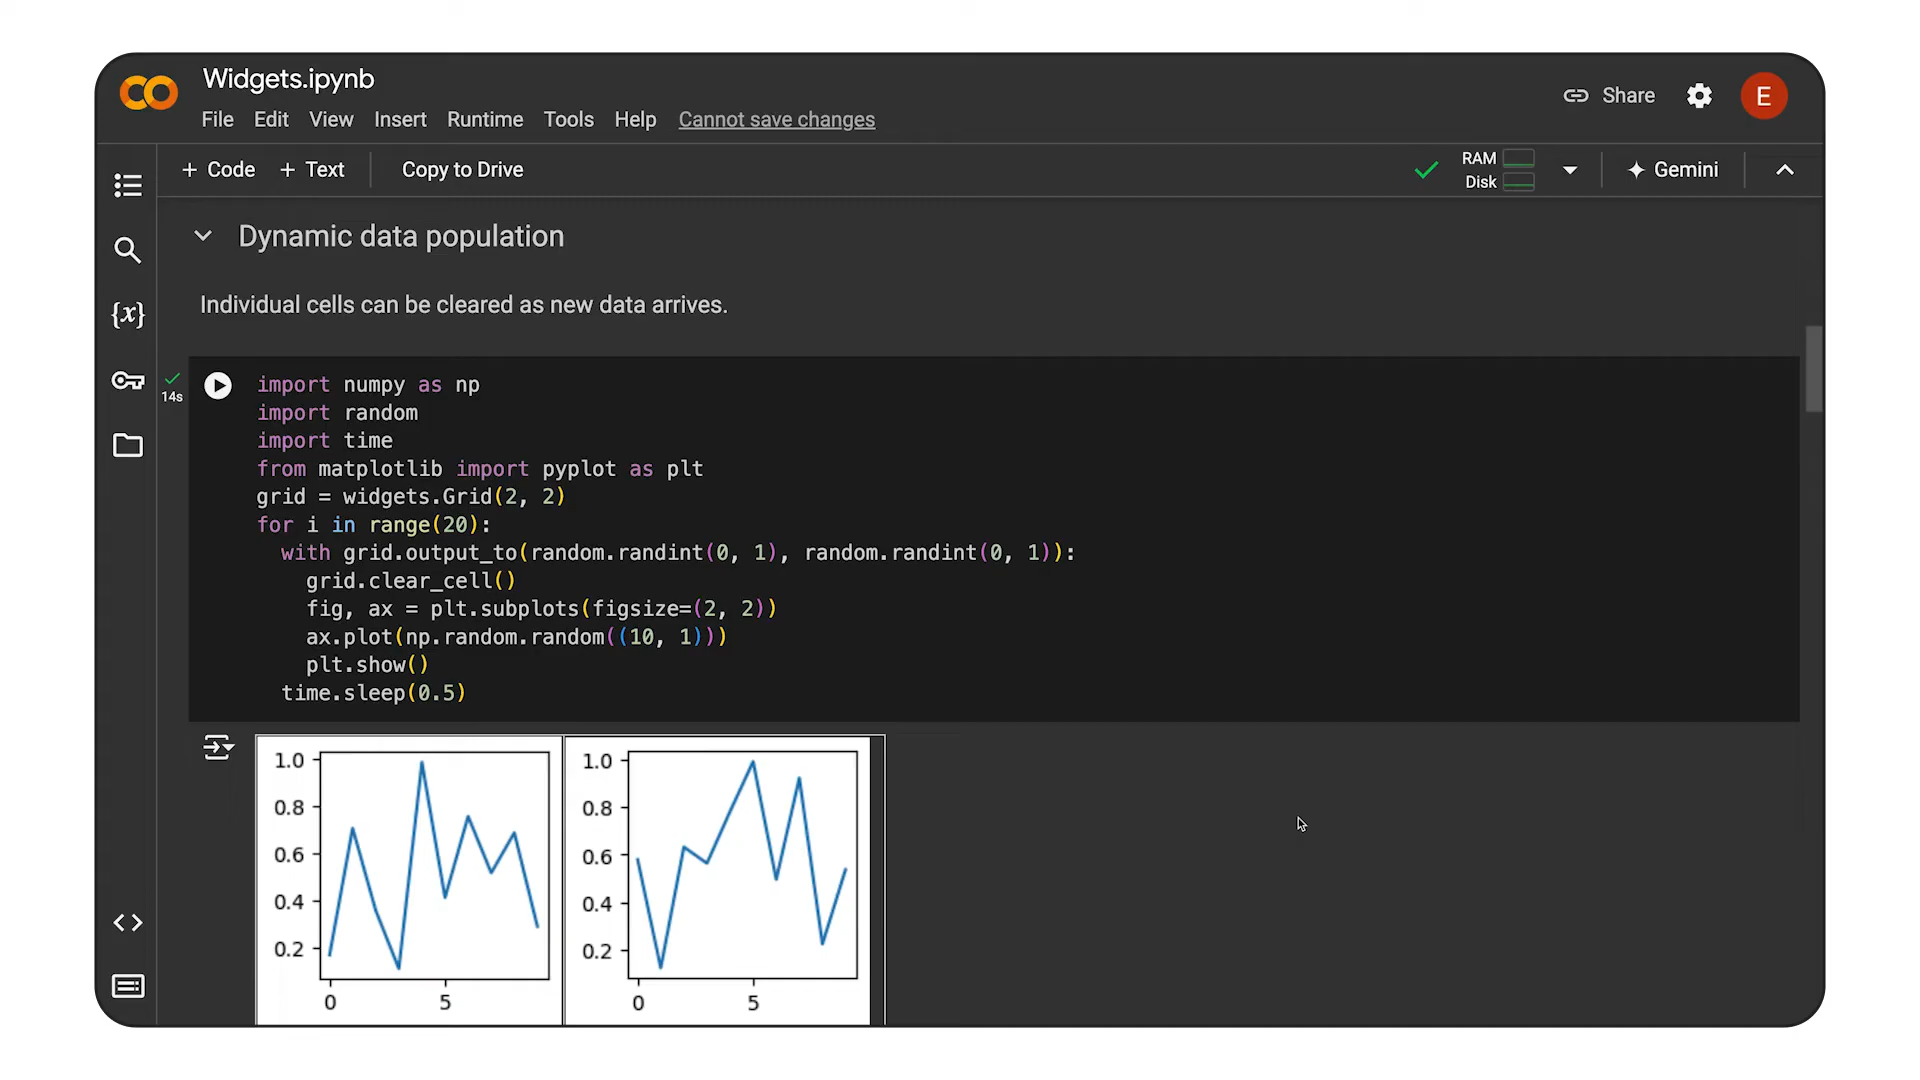 Widgets.ipynb
File Edit View Insert Runtime Tools Help Cannot save changes
Share
E
+ Code + Text Copy to Drive
RAM
Disk
Gemini
Dynamic data population
Individual cells can be cleared as new data arrives.
{x}
14s
import numpy as np
import random
import time
from matplotlib import pyplot as plt
grid = widgets.Grid(2, 2)
for i in range(20):
  with grid.output_to(random.randint(0, 1), random.randint(0, 1)):
    grid.clear_cell()
    fig, ax = plt.subplots(figsize=(2, 2))
    ax.plot(np.random.random((10, 1)))
    plt.show()
  time.sleep(0.5)
1.0
0.8
0.6
0.4
0.2
0 5
1.0
0.8
0.6
0.4
0.2
0 5